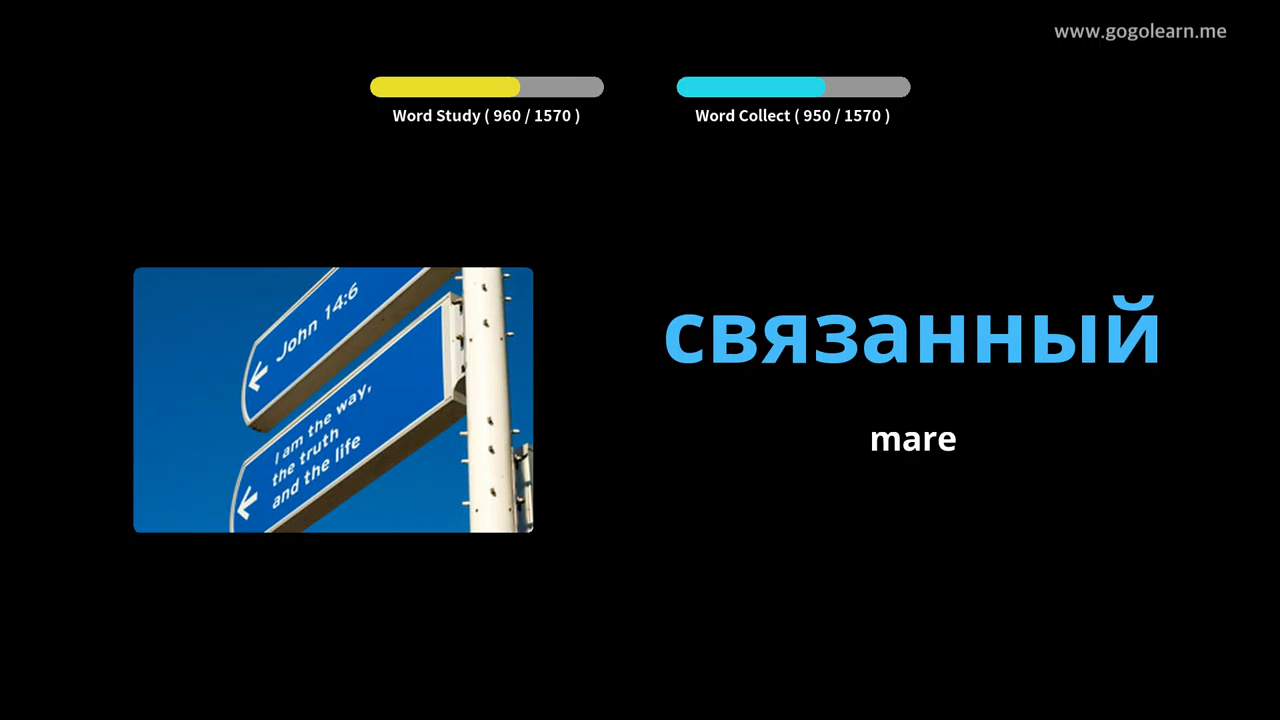 www.gogolearn.me
Word Study ( 960 / 1570 )
Word Collect ( 950 / 1570 )
John 14:6
I am the way,
the truth
and the life
связанный
mare